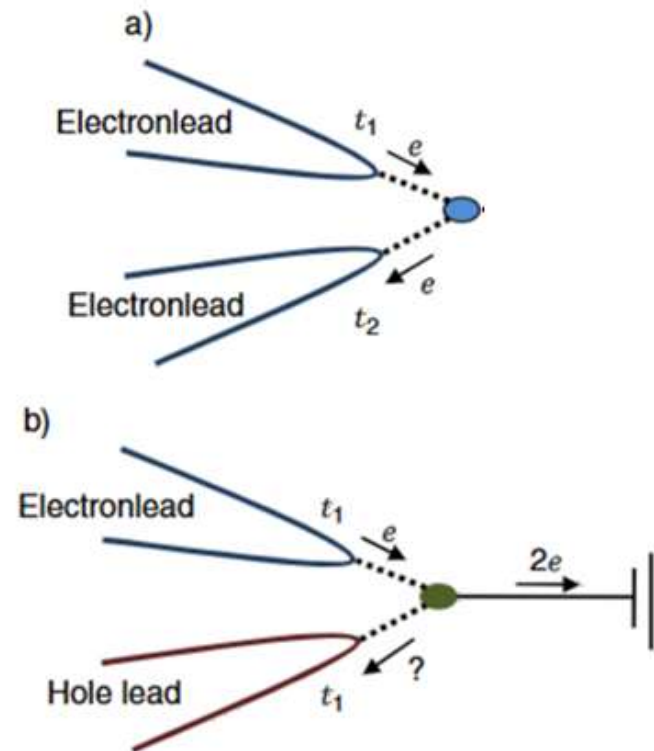 a)
Electronlead
t₁
e
Electronlead
e
t₂
b)
Electronlead
t₁
e
2e
Hole lead
?
t₁